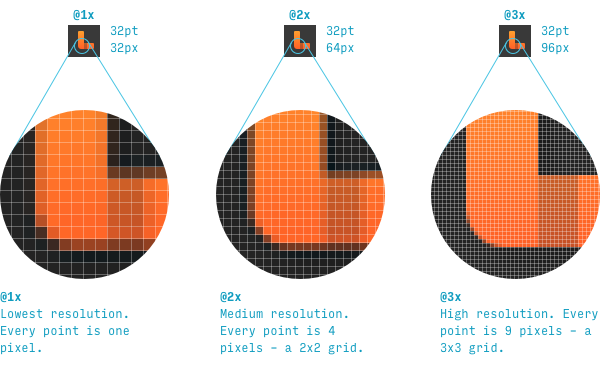 @1x
32pt
32px
@2x
32pt
64px
@3x
32pt
96px
@1x
Lowest resolution.
Every point is one
pixel.
@2x
Medium resolution.
Every point is 4
pixels – a 2x2 grid.
@3x
High resolution. Every
point is 9 pixels – a
3x3 grid.